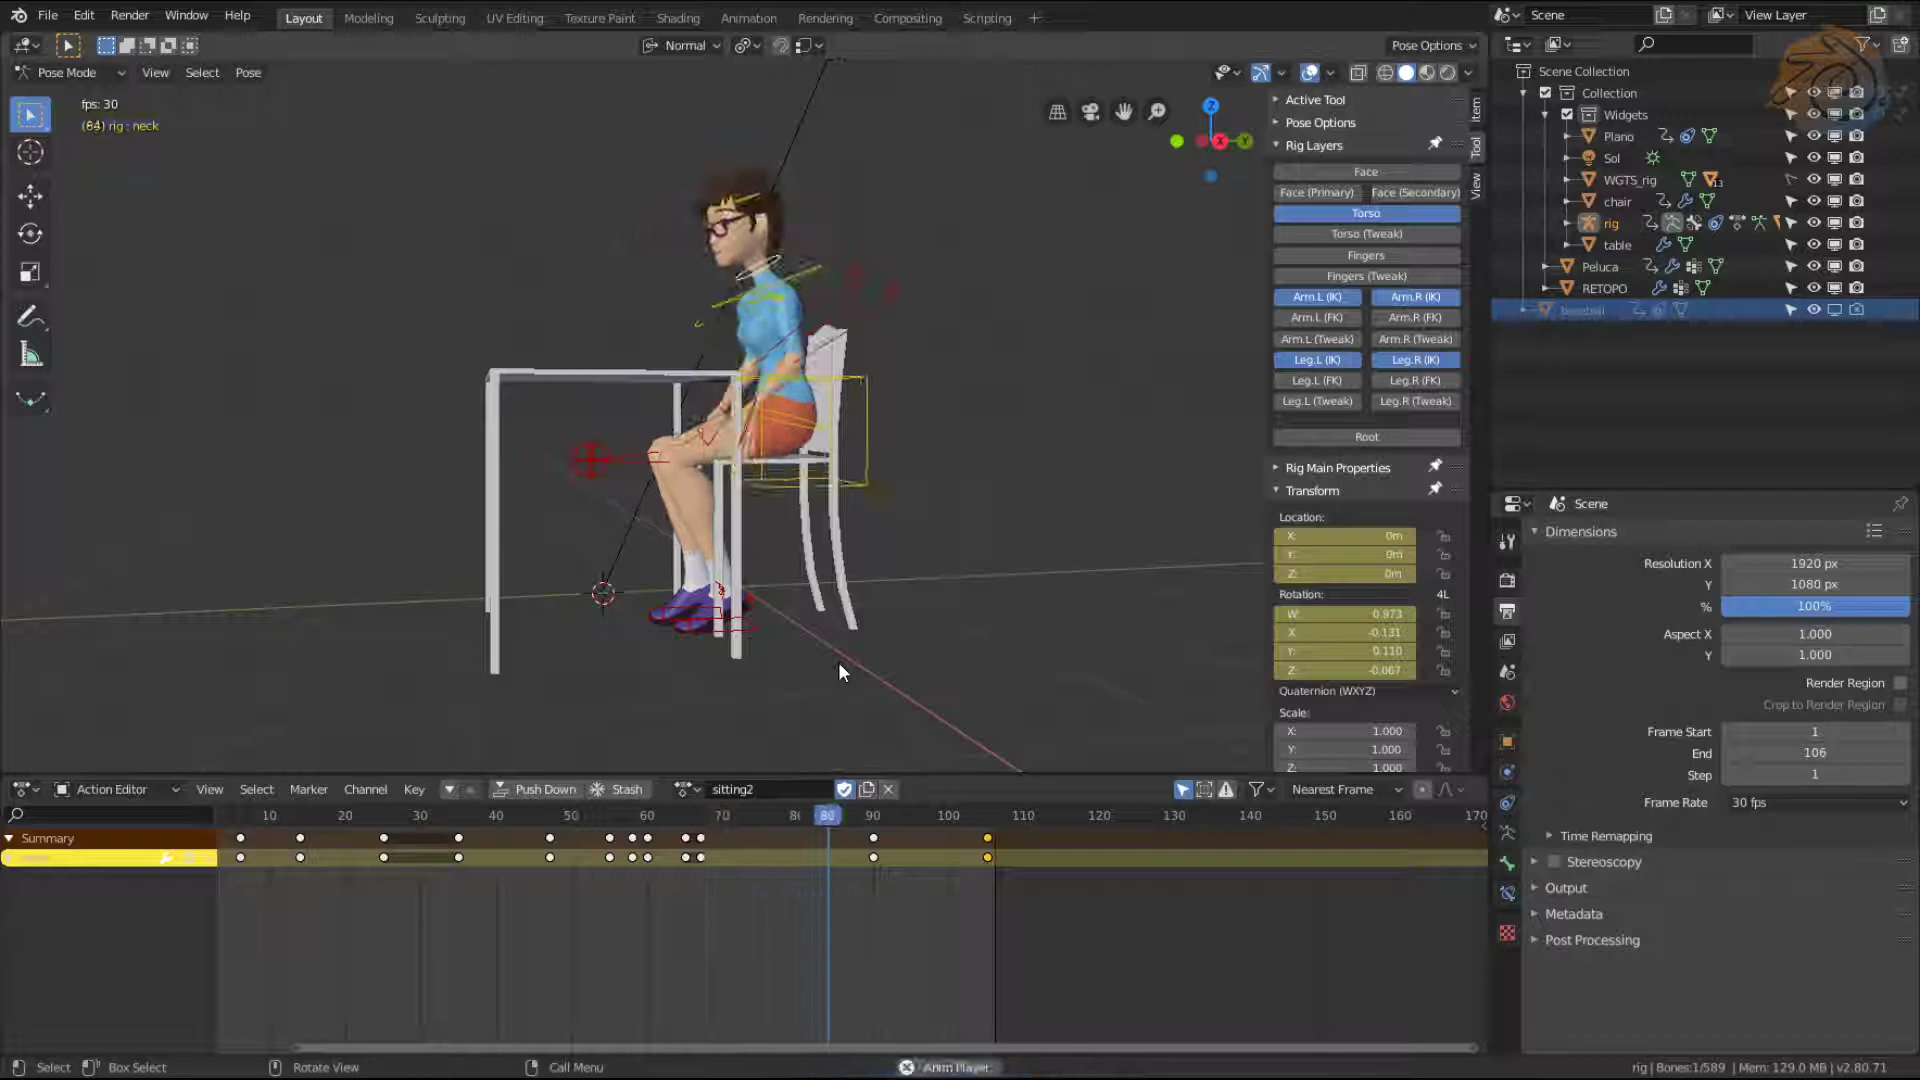 File Edit Render Window Help Layout Modeling Sculpting UV Editing Texture Paint Shading Animation Rendering Compositing Scripting + Scene View Layer
Normal Pose Options
Pose Mode View Select Pose
fps: 30
rig : neck
Z
X
Y
Item
Tool
View
Active Tool
Pose Options
Rig Layers
Face
Face (Primary) Face (Secondary)
Torso
Torso (Tweak)
Fingers
Fingers (Tweak)
Arm.L (IK) Arm.R (IK)
Arm.L (FK) Arm.R (FK)
Arm.L (Tweak) Arm.R (Tweak)
Leg.L (IK) Leg.R (IK)
Leg.L (FK) Leg.R (FK)
Leg.L (Tweak) Leg.R (Tweak)
Root
Rig Main Properties
Transform
Location:
X: 0m
Y: 0m
Z: 0m
Rotation: 4L
W: 0.973
X -0.131
Y: 0.110
Z: -0.067
Quaternion (WXYZ)
Scale:
X: 1.000
Y: 1.000
Z: 1.000
Scene Collection
Collection
Widgets
Plano
Sol
WGTS_rig 13
chair
rig
table
Peluca
RETOPO
Scene
Dimensions
Resolution X 1920 px
Y 1080 px
% 100%
Aspect X 1.000
Y 1.000
Render Region
Crop to Render Region
Frame Start 1
End 106
Step 1
Frame Rate 30 fps
Time Remapping
Stereoscopy
Output
Metadata
Post Processing
Action Editor View Select Marker Channel Key Push Down Stash sitting2 Nearest Frame
10 20 30 40 50 60 70 80 90 100 110 120 130 140 150 160 170
Summary
Select Box Select Rotate View Call Menu Anim Player rig | Bones:1/589 | Mem: 129.0 MB | v2.80.71